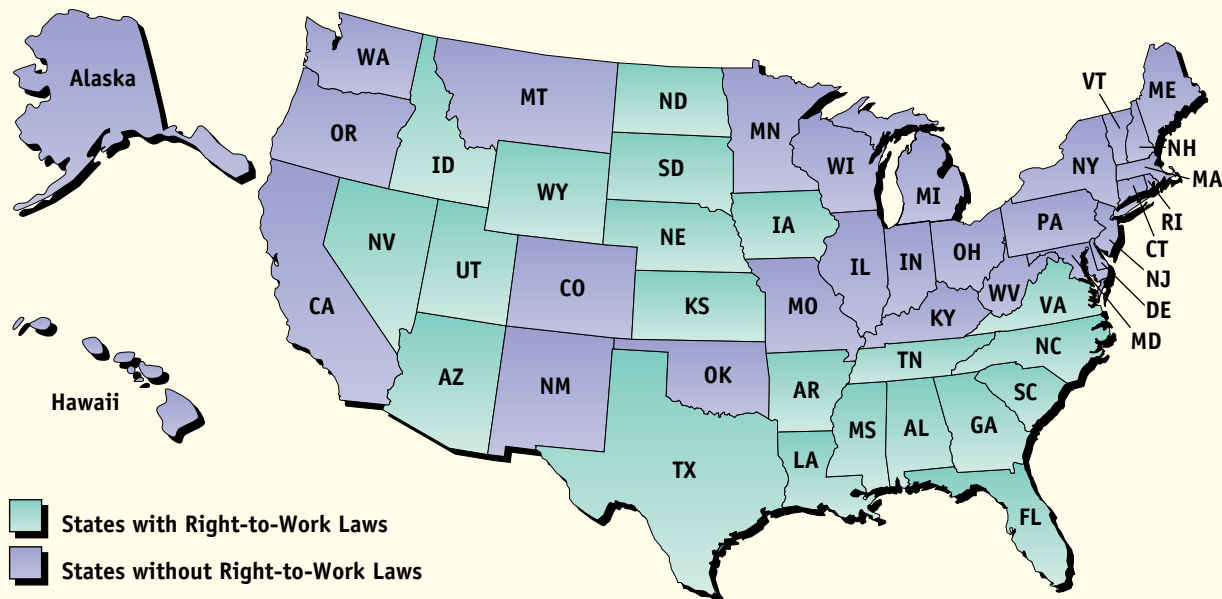 Alaska
WA
MT
ND
MN
VT
ME
OR
ID
WY
SD
WI
MI
NY
NH
MA
RI
CT
NJ
DE
MD
NV
UT
CO
NE
IA
IL
IN
OH
PA
WV
VA
CA
KS
MO
KY
NC
TN
AZ
NM
OK
AR
SC
MS
AL
GA
Hawaii
TX
LA
FL
States with Right-to-Work Laws
States without Right-to-Work Laws